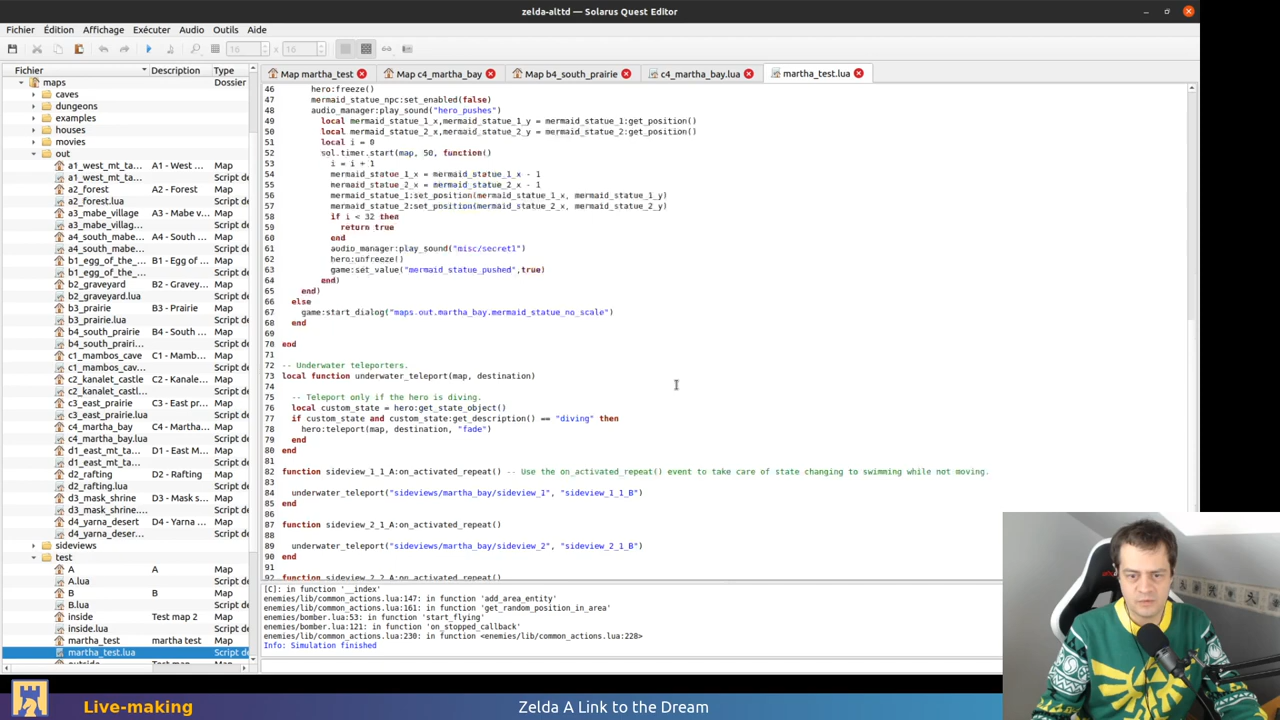 zelda-alttd — Solarus Quest Editor
Fichier Édition Affichage Exécuter Audio Outils Aide
16 x 16
Fichier Description Type
Map martha_test Map c4_martha_bay Map b4_south_prairie c4_martha_bay.lua martha_test.lua
maps Dossier
caves
dungeons
examples
houses
movies
out
a1_west_mt_ta... A1 - West ... Map
a1_west_mt_ta... Script de
a2_forest A2 - Forest Map
a2_forest.lua Script de
a3_mabe_village A3 - Mabe v... Map
a3_mabe_villag... Script de
a4_south_mabe... A4 - South ... Map
a4_south_mabe... Script de
b1_egg_of_the_... B1 - Egg of ... Map
b1_egg_of_the_... Script de
b2_graveyard B2 - Gravey... Map
b2_graveyard.lua Script de
b3_prairie B3 - Prairie Map
b3_prairie.lua Script de
b4_south_prairie B4 - South ... Map
b4_south_prairi... Script de
c1_mambos_cave C1 - Mamb... Map
c1_mambos_cav... Script de
c2_kanalet_castle C2 - Kanale... Map
c2_kanalet_castl... Script de
c3_east_prairie C3 - East pr... Map
c3_east_prairie.lua Script de
c4_martha_bay C4 - Martha... Map
c4_martha_bay.lua Script de
d1_east_mt_ta... D1 - East M... Map
d1_east_mt_ta... Script de
d2_rafting D2 - Rafting Map
d2_rafting.lua Script de
d3_mask_shrine D3 - Mask s... Map
d3_mask_shrine... Script de
d4_yarna_desert D4 - Yarna ... Map
d4_yarna_deser... Script de
sideviews Dossier
test Dossier
A A Map
A.lua Script de
B B Map
B.lua Script de
inside Test map 2 Map
inside.lua Script de
martha_test martha test Map
martha_test.lua Script de
46 hero:freeze()
47 mermaid_statue_npc:set_enabled(false)
48 audio_manager:play_sound("hero_pushes")
49 local mermaid_statue_1_x,mermaid_statue_1_y = mermaid_statue_1:get_position()
50 local mermaid_statue_2_x,mermaid_statue_2_y = mermaid_statue_2:get_position()
51 local i = 0
52 sol.timer.start(map, 50, function()
53 i = i + 1
54 mermaid_statue_1_x = mermaid_statue_1_x - 1
55 mermaid_statue_2_x = mermaid_statue_2_x - 1
56 mermaid_statue_1:set_position(mermaid_statue_1_x, mermaid_statue_1_y)
57 mermaid_statue_2:set_position(mermaid_statue_2_x, mermaid_statue_2_y)
58 if i < 32 then
59 return true
60 end
61 audio_manager:play_sound("misc/secret1")
62 hero:unfreeze()
63 game:set_value("mermaid_statue_pushed",true)
64 end)
65 end)
66 else
67 game:start_dialog("maps.out.martha_bay.mermaid_statue_no_scale")
68 end
69
70 end
71
72 -- Underwater teleporters.
73 local function underwater_teleport(map, destination)
74
75 -- Teleport only if the hero is diving.
76 local custom_state = hero:get_state_object()
77 if custom_state and custom_state:get_description() == "diving" then
78 hero:teleport(map, destination, "fade")
79 end
80 end
81
82 function sideview_1_1_A:on_activated_repeat() -- Use the on_activated_repeat() event to take care of state changing to swimming while not moving.
83
84 underwater_teleport("sideviews/martha_bay/sideview_1", "sideview_1_1_B")
85 end
86
87 function sideview_2_1_A:on_activated_repeat()
88
89 underwater_teleport("sideviews/martha_bay/sideview_2", "sideview_2_1_B")
90 end
91
92 function sideview_2_2_A:on_activated_repeat()
[C]: in function '__index'
enemies/lib/common_actions.lua:147: in function 'add_area_entity'
enemies/lib/common_actions.lua:161: in function 'get_random_position_in_area'
enemies/bomber.lua:53: in function 'start_flying'
enemies/bomber.lua:121: in function 'on_stopped_callback'
enemies/lib/common_actions.lua:230: in function <enemies/lib/common_actions.lua:228>
Info: Simulation finished
Live-making
Zelda A Link to the Dream